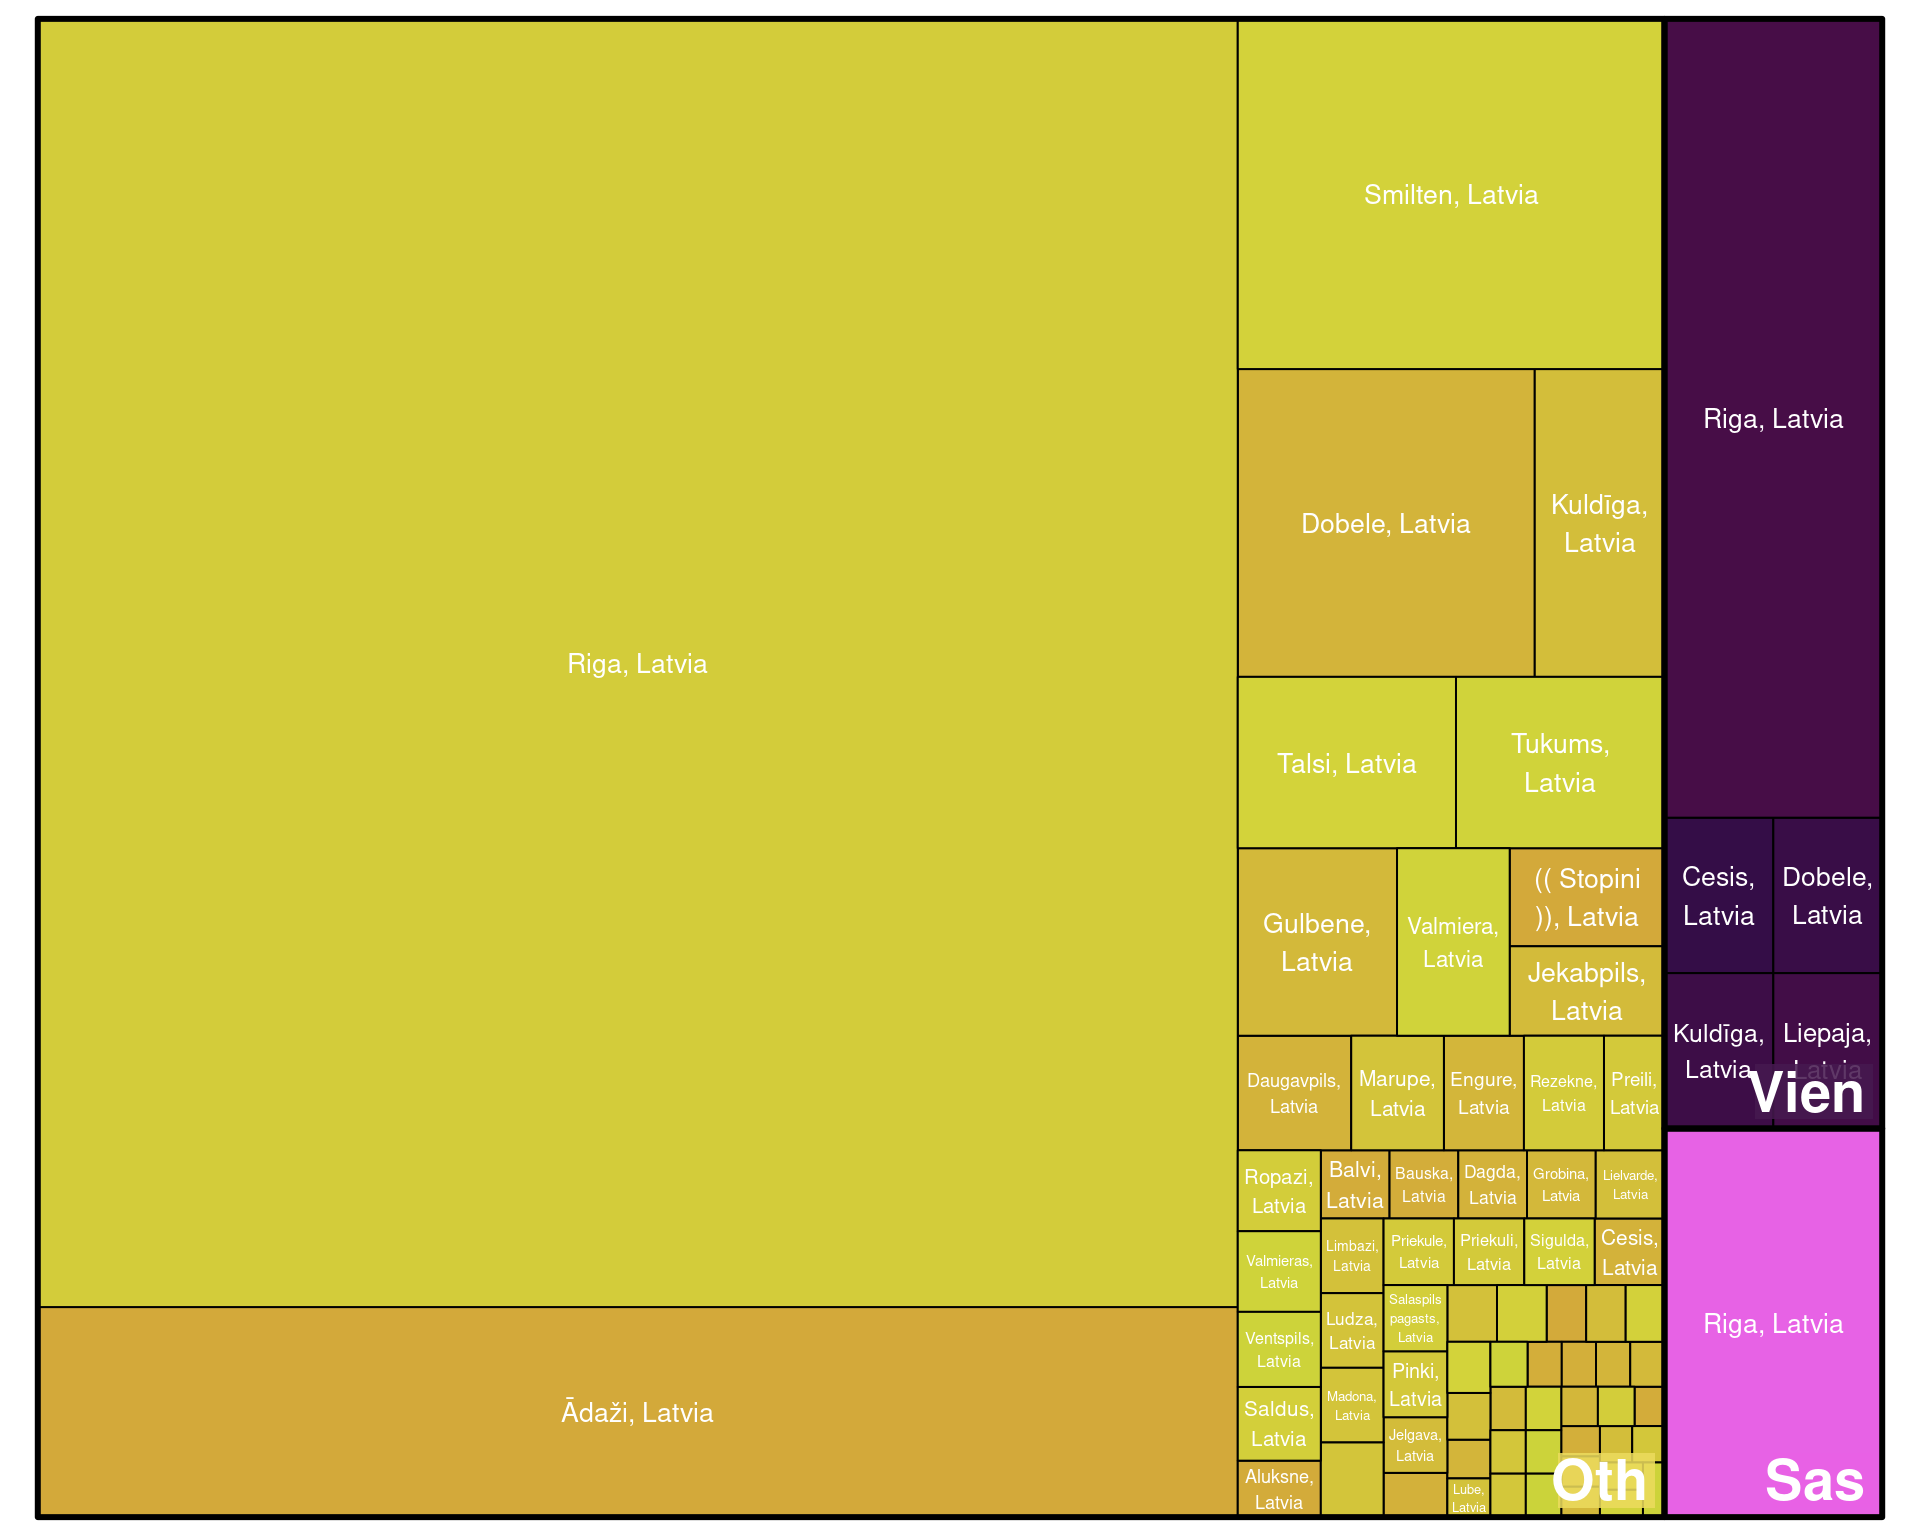 Riga, Latvia
Ādaži, Latvia
Smilten, Latvia
Dobele, Latvia
Kuldīga,
Latvia
Talsi, Latvia
Tukums,
Latvia
Gulbene,
Latvia
Valmiera,
Latvia
(( Stopini
)), Latvia
Jekabpils,
Latvia
Daugavpils,
Latvia
Marupe,
Latvia
Engure,
Latvia
Rezekne,
Latvia
Preili,
Latvia
Ropazi,
Latvia
Balvi,
Latvia
Bauska,
Latvia
Dagda,
Latvia
Grobina,
Latvia
Lielvarde,
Latvia
Valmieras,
Latvia
Limbazi,
Latvia
Priekule,
Latvia
Priekuli,
Latvia
Sigulda,
Latvia
Cesis,
Latvia
Ventspils,
Latvia
Ludza,
Latvia
Salaspils
pagasts,
Latvia
Pinki,
Latvia
Saldus,
Latvia
Madona,
Latvia
Jelgava,
Latvia
Aluksne,
Latvia
Lube,
Latvia
Oth
Riga, Latvia
Cesis,
Latvia
Dobele,
Latvia
Kuldīga,
Latvia
Liepaja,
Latvia
Vien
Riga, Latvia
Sas